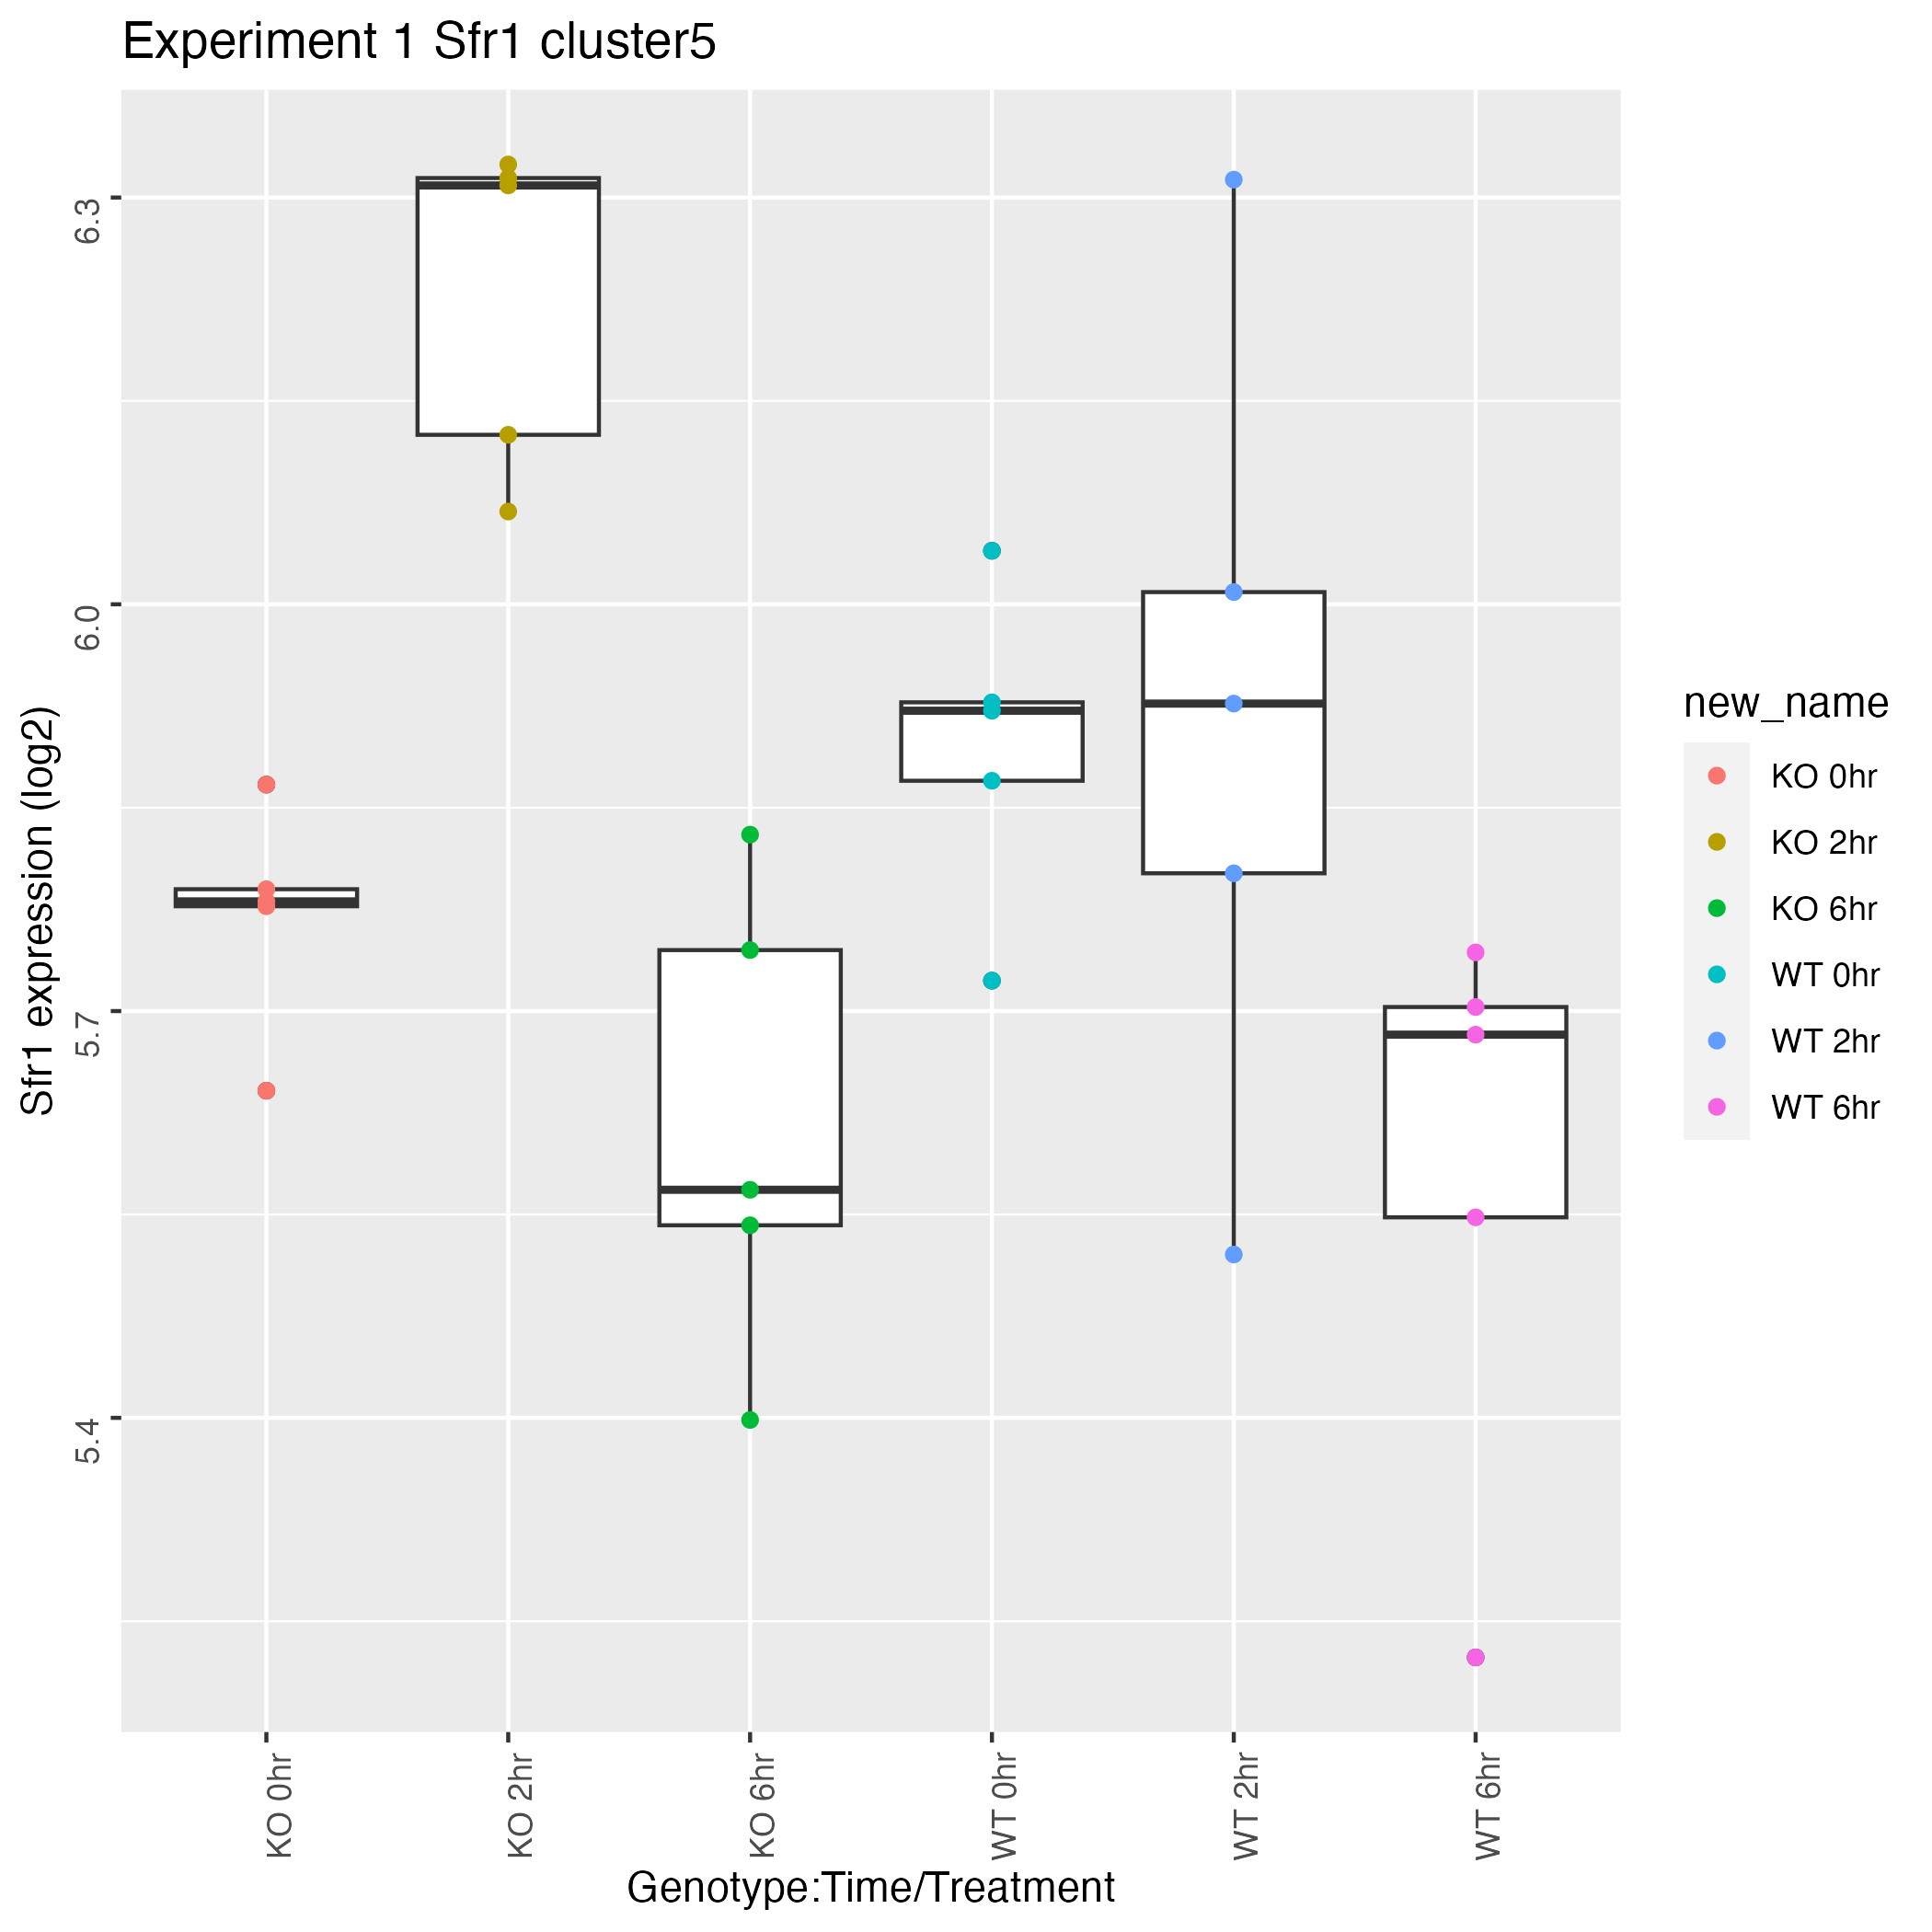 Experiment 1 Sfr1 cluster5
Sfr1 expression (log2)
6.3
6.0
5.7
5.4
KO 0hr
KO 2hr
KO 6hr
WT 0hr
WT 2hr
WT 6hr
Genotype:Time/Treatment
new_name
KO 0hr
KO 2hr
KO 6hr
WT 0hr
WT 2hr
WT 6hr